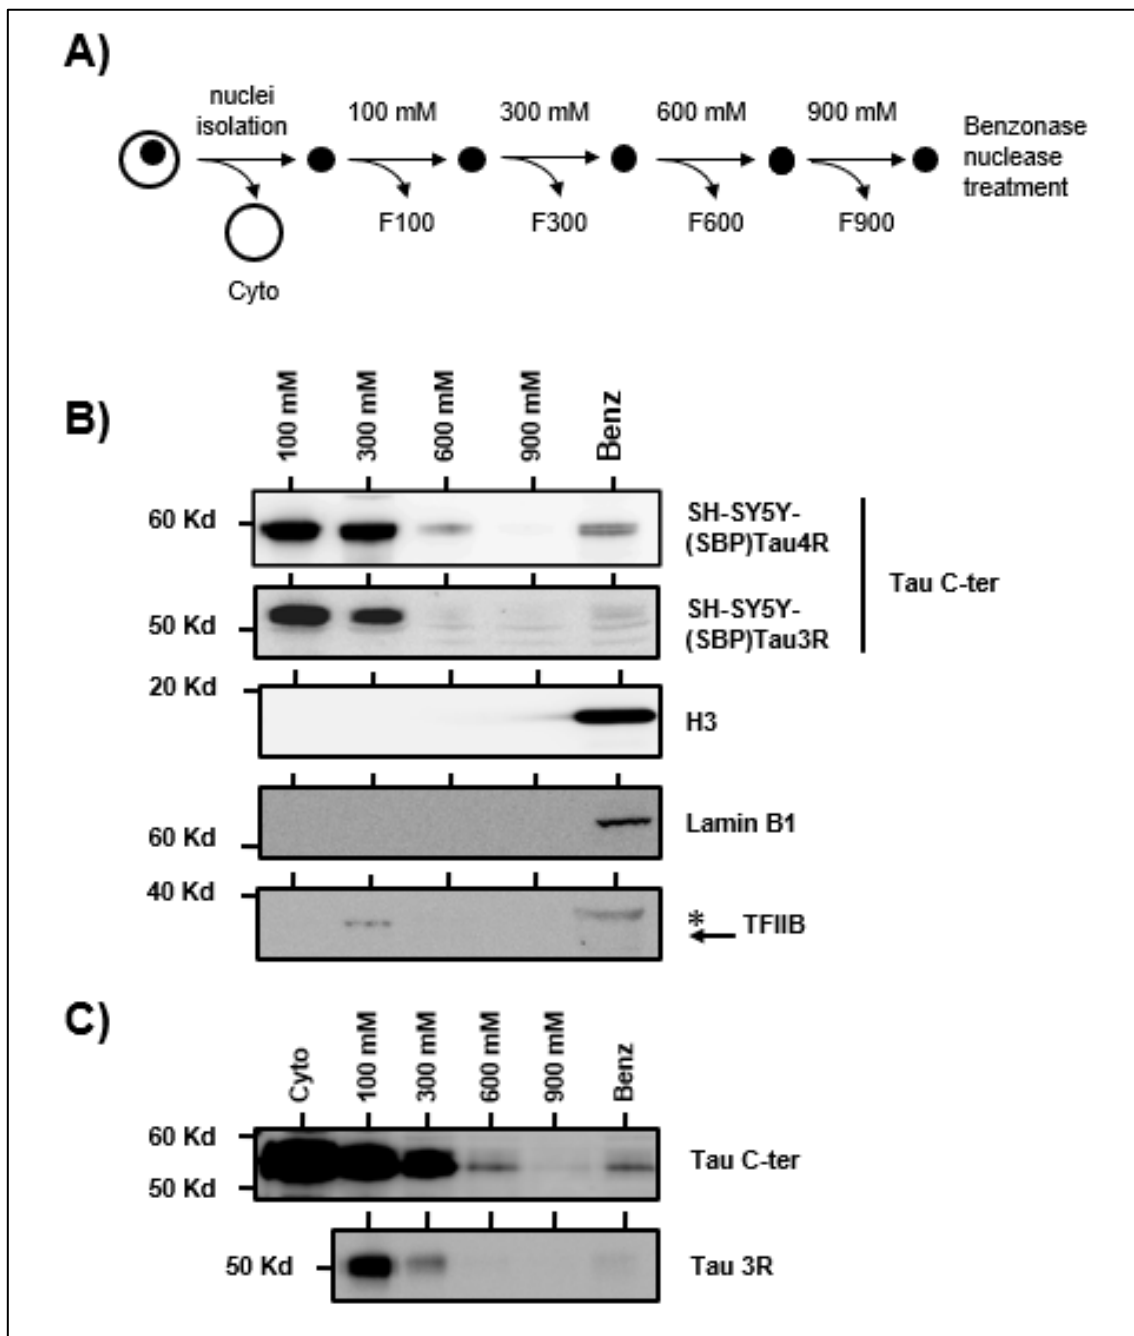 A)
nuclei
isolation
100 mM
300 mM
600 mM
900 mM
Benzonase
nuclease
treatment
F100
F300
F600
F900
Cyto
B)
100 mM
300 mM
600 mM
900 mM
Benz
60 Kd
SH-SY5Y-
(SBP)Tau4R
Tau C-ter
50 Kd
SH-SY5Y-
(SBP)Tau3R
20 Kd
H3
60 Kd
Lamin B1
40 Kd
* TFIIB
C)
Cyto
100 mM
300 mM
600 mM
900 mM
Benz
60 Kd
50 Kd
Tau C-ter
50 Kd
Tau 3R